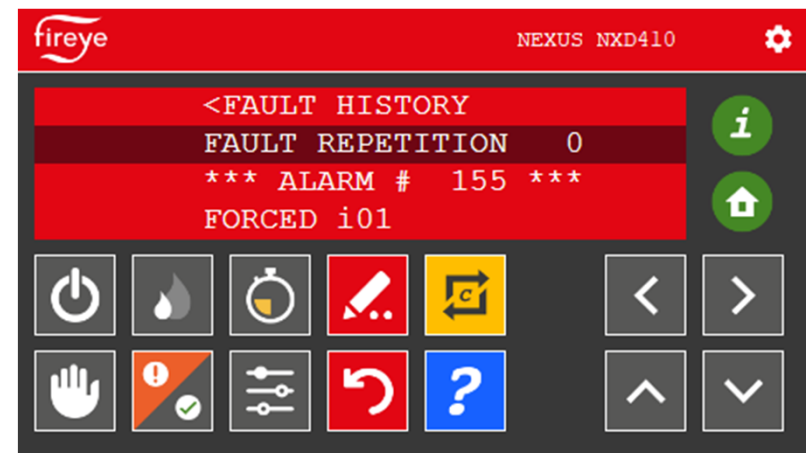 fireye
NEXUS NXD410
<FAULT HISTORY
FAULT REPETITION 0
*** ALARM # 155 ***
FORCED i01
i
C
!
?